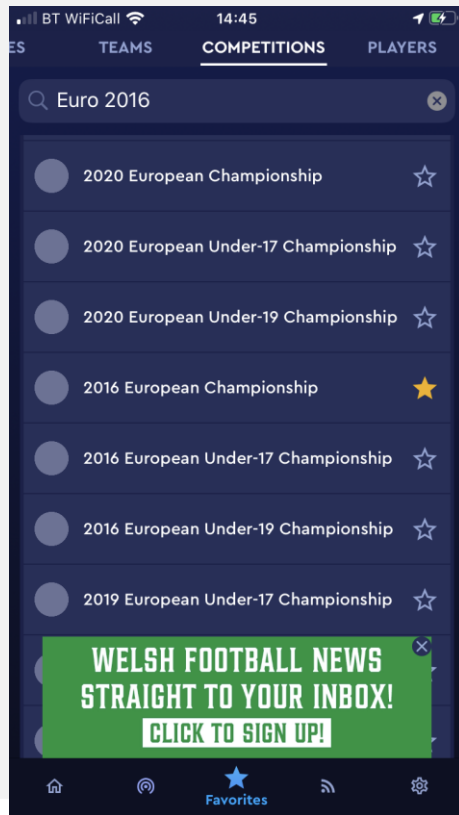 BT WiFiCall 14:45
ES TEAMS COMPETITIONS PLAYERS
Euro 2016
2020 European Championship
2020 European Under-17 Championship
2020 European Under-19 Championship
2016 European Championship
2016 European Under-17 Championship
2016 European Under-19 Championship
2019 European Under-17 Championship
WELSH FOOTBALL NEWS
STRAIGHT TO YOUR INBOX!
CLICK TO SIGN UP!
Favorites